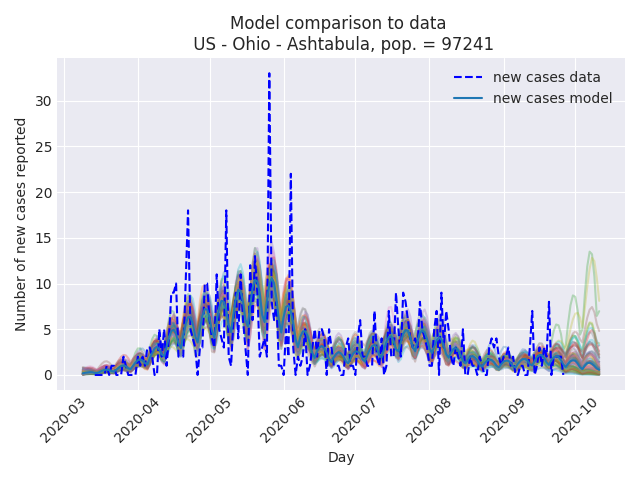 Model comparison to data
US - Ohio - Ashtabula, pop. = 97241
new cases data
new cases model
Number of new cases reported
30
25
20
15
10
5
0
2020-03
2020-04
2020-05
2020-06
2020-07
2020-08
2020-09
2020-10
Day